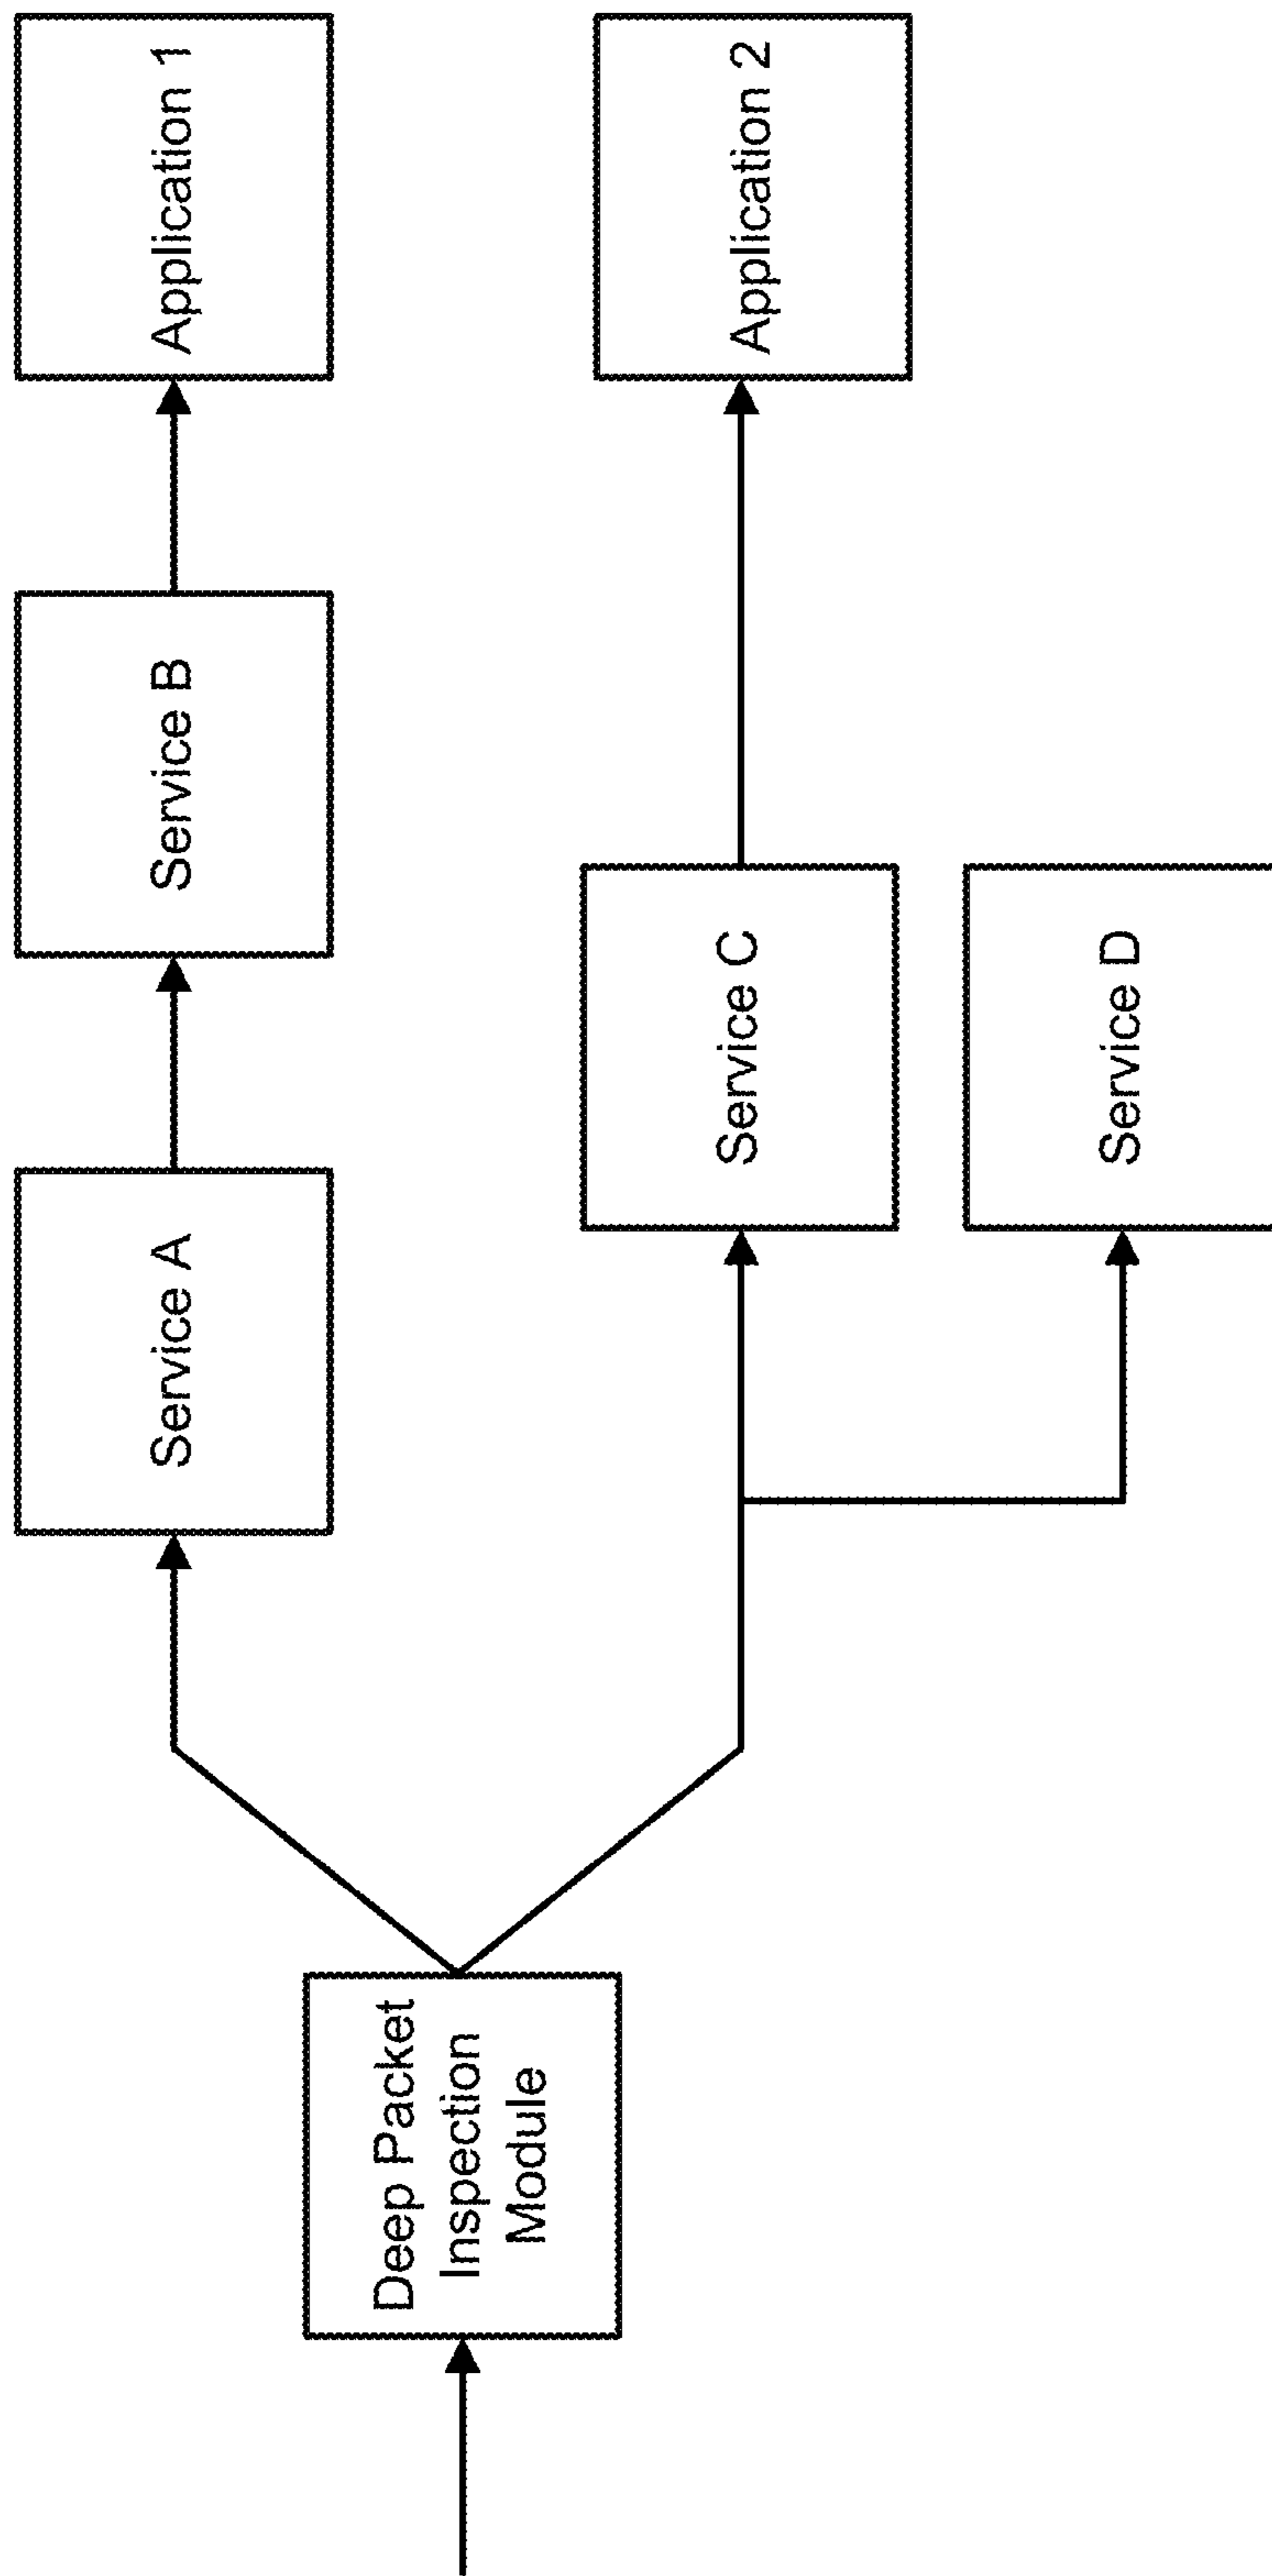 Deep Packet
Inspection
Module
Service A
Service B
Application 1
Service C
Application 2
Service D